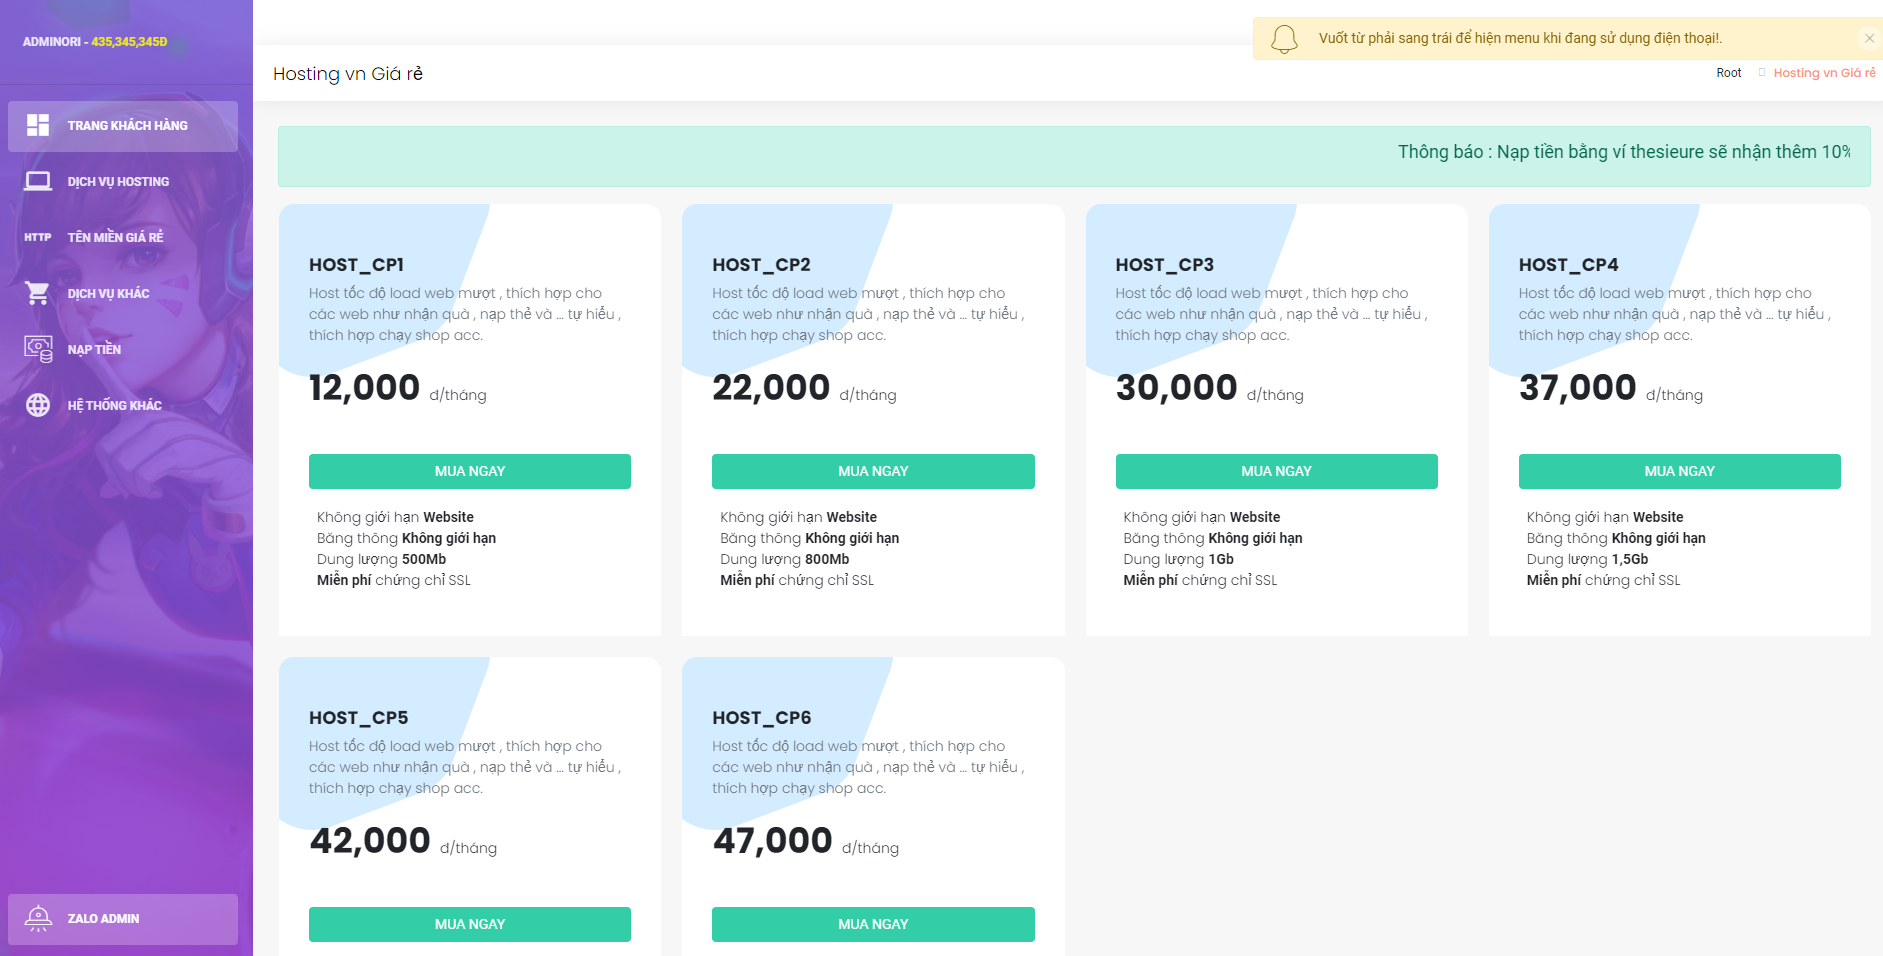 ADMINORI - 435,345,345Đ
TRANG KHÁCH HÀNG
DỊCH VỤ HOSTING
HTTP TÊN MIỀN GIÁ RẺ
DỊCH VỤ KHÁC
NẠP TIỀN
HỆ THỐNG KHÁC
ZALO ADMIN
Vuốt từ phải sang trái để hiện menu khi đang sử dụng điện thoại!.
Hosting vn Giá rẻ
Root Hosting vn Giá rẻ
Thông báo : Nạp tiền bằng ví thesieure sẽ nhận thêm 10%
HOST_CP1
Host tốc độ load web mượt , thích hợp cho
các web như nhận quà , nạp thẻ và ... tự hiểu ,
thích hợp chạy shop acc.
12,000 đ/tháng
MUA NGAY
Không giới hạn Website
Băng thông Không giới hạn
Dung lượng 500Mb
Miễn phí chứng chỉ SSL
HOST_CP2
Host tốc độ load web mượt , thích hợp cho
các web như nhận quà , nạp thẻ và ... tự hiểu ,
thích hợp chạy shop acc.
22,000 đ/tháng
MUA NGAY
Không giới hạn Website
Băng thông Không giới hạn
Dung lượng 800Mb
Miễn phí chứng chỉ SSL
HOST_CP3
Host tốc độ load web mượt , thích hợp cho
các web như nhận quà , nạp thẻ và ... tự hiểu ,
thích hợp chạy shop acc.
30,000 đ/tháng
MUA NGAY
Không giới hạn Website
Băng thông Không giới hạn
Dung lượng 1Gb
Miễn phí chứng chỉ SSL
HOST_CP4
Host tốc độ load web mượt , thích hợp cho
các web như nhận quà , nạp thẻ và ... tự hiểu ,
thích hợp chạy shop acc.
37,000 đ/tháng
MUA NGAY
Không giới hạn Website
Băng thông Không giới hạn
Dung lượng 1,5Gb
Miễn phí chứng chỉ SSL
HOST_CP5
Host tốc độ load web mượt , thích hợp cho
các web như nhận quà , nạp thẻ và ... tự hiểu ,
thích hợp chạy shop acc.
42,000 đ/tháng
MUA NGAY
HOST_CP6
Host tốc độ load web mượt , thích hợp cho
các web như nhận quà , nạp thẻ và ... tự hiểu ,
thích hợp chạy shop acc.
47,000 đ/tháng
MUA NGAY